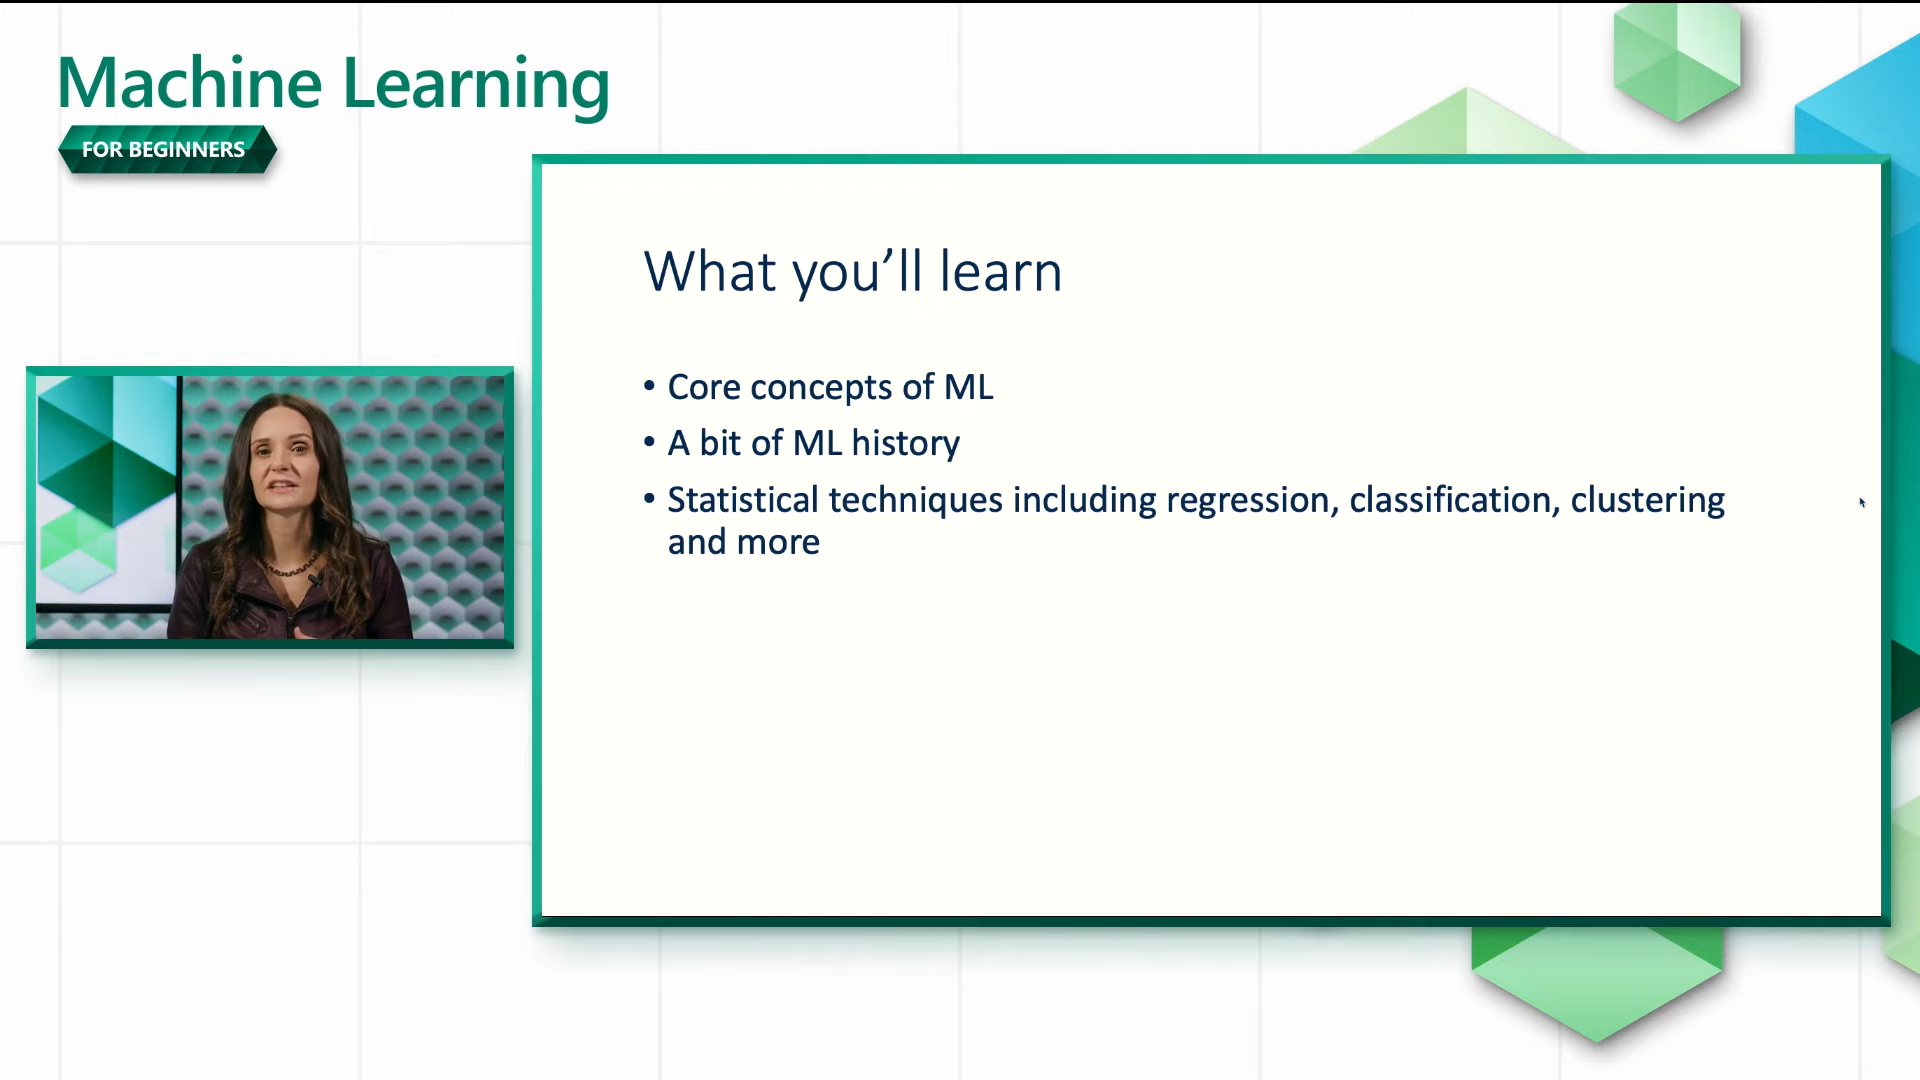 Machine Learning
FOR BEGINNERS
What you’ll learn
• Core concepts of ML
• A bit of ML history
• Statistical techniques including regression, classification, clustering
and more